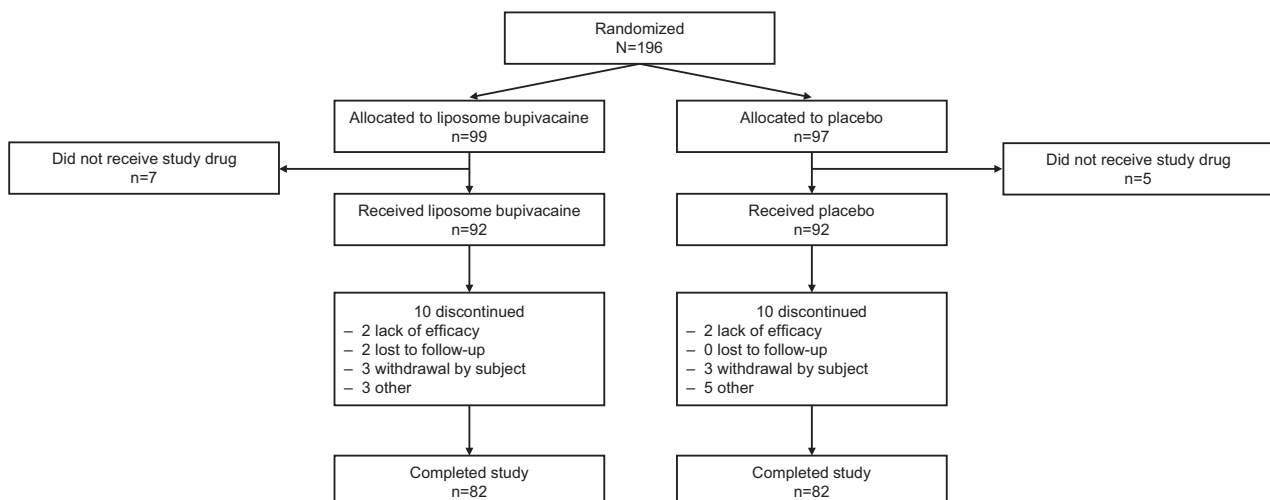 Randomized
N=196
Allocated to liposome bupivacaine
n=99
Allocated to placebo
n=97
Did not receive study drug
n=7
Did not receive study drug
n=5
Received liposome bupivacaine
n=92
Received placebo
n=92
10 discontinued
– 2 lack of efficacy
– 2 lost to follow-up
– 3 withdrawal by subject
– 3 other
10 discontinued
– 2 lack of efficacy
– 0 lost to follow-up
– 3 withdrawal by subject
– 5 other
Completed study
n=82
Completed study
n=82